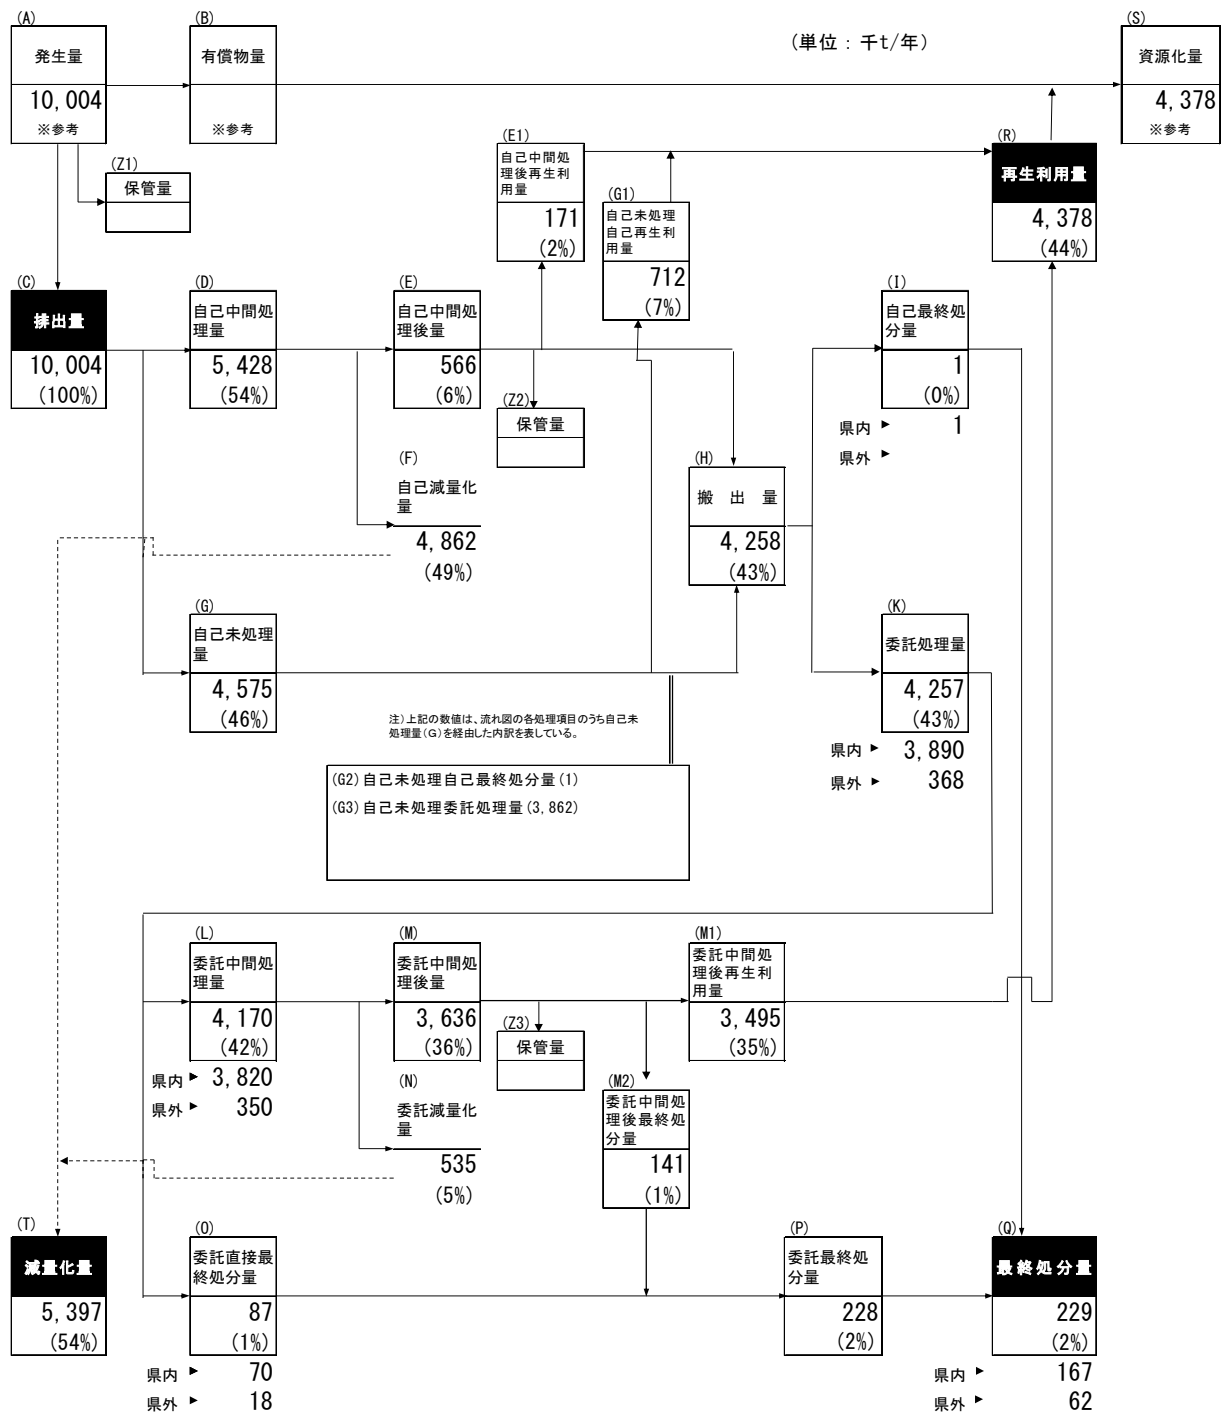 (A)
発生量
10,004
※参考
(B)
有償物量
※参考
(単位：千t/年)
(S)
資源化量
4,378
※参考
(Z1)
保管量
(E1)
自己中間処
理後再生利
用量
171
(2%)
(G1)
自己未処理
自己再生利
用量
712
(7%)
(R)
再生利用量
4,378
(44%)
(C)
排出量
10,004
(100%)
(D)
自己中間処
理量
5,428
(54%)
(E)
自己中間処
理後量
566
(6%)
(Z2)
保管量
(I)
自己最終処
分量
1
(0%)
県内 ► 1
県外 ►
(F)
自己減量化
量
4,862
(49%)
(H)
搬出量
4,258
(43%)
(G)
自己未処理
量
4,575
(46%)
(K)
委託処理量
4,257
(43%)
県内 ► 3,890
県外 ► 368
注)上記の数値は、流れ図の各処理項目のうち自己未
処理量(G)を経由した内訳を表している。
(G2)自己未処理自己最終処分量(1)
(G3)自己未処理委託処理量(3,862)
(L)
委託中間処
理量
4,170
(42%)
県内 ► 3,820
県外 ► 350
(M)
委託中間処
理後量
3,636
(36%)
(Z3)
保管量
(M1)
委託中間処
理後再生利
用量
3,495
(35%)
(N)
委託減量化
量
535
(5%)
(M2)
委託中間処
理後最終処
分量
141
(1%)
(T)
減量化量
5,397
(54%)
(O)
委託直接最
終処分量
87
(1%)
県内 ► 70
県外 ► 18
(P)
委託最終処
分量
228
(2%)
(Q)
最終処分量
229
(2%)
県内 ► 167
県外 ► 62